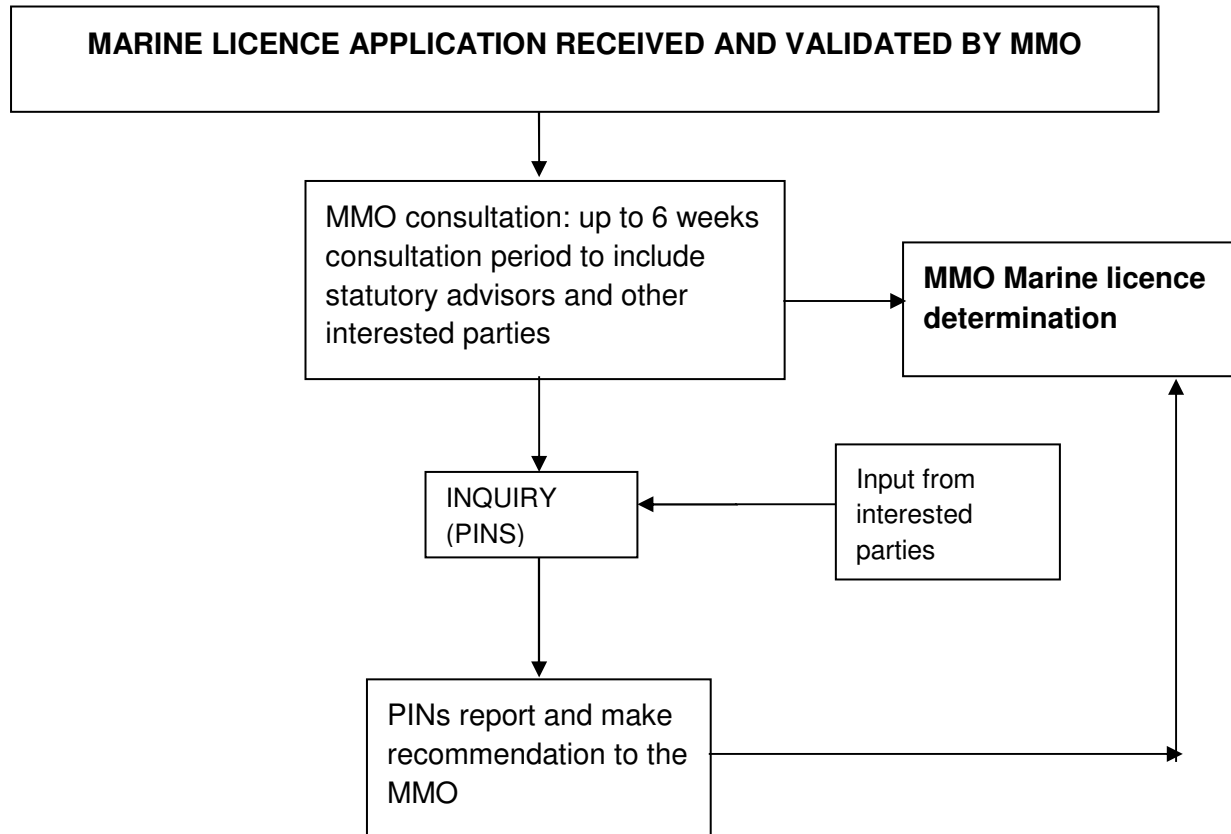 MARINE LICENCE APPLICATION RECEIVED AND VALIDATED BY MMO
MMO consultation: up to 6 weeks
consultation period to include
statutory advisors and other
interested parties
MMO Marine licence
determination
INQUIRY
(PINS)
Input from
interested
parties
PINs report and make
recommendation to the
MMO